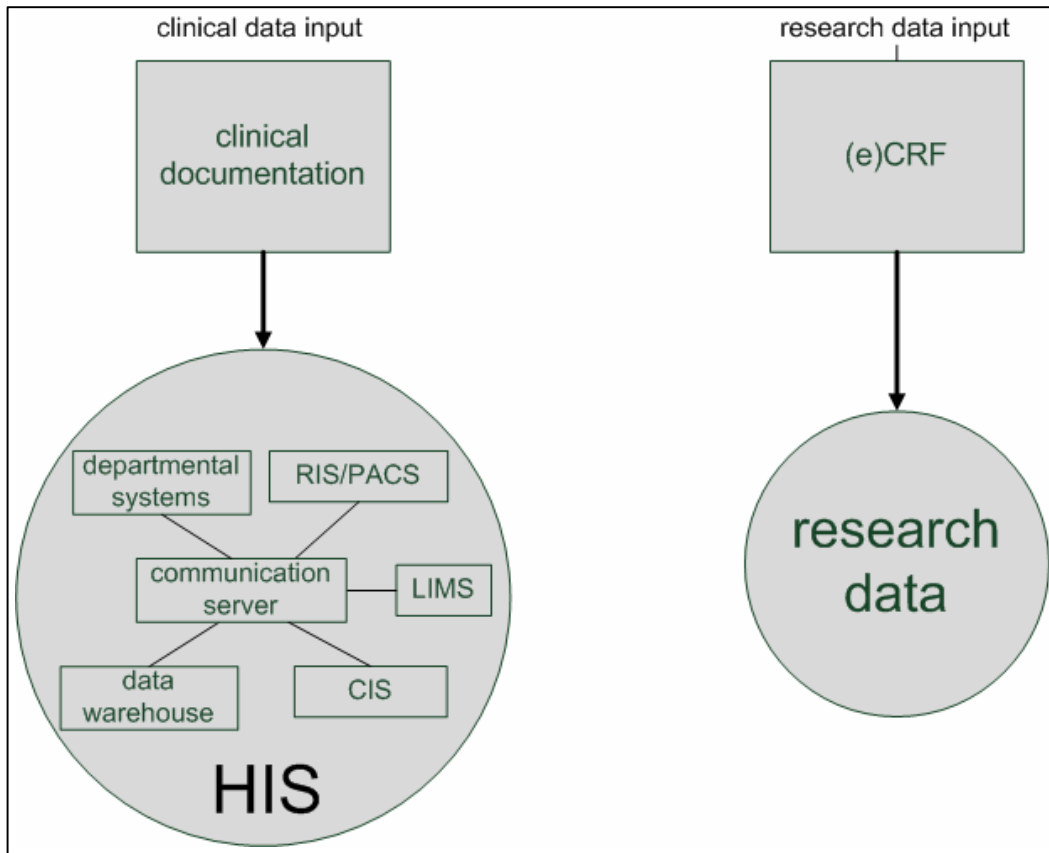 clinical data input
clinical
documentation
departmental
systems
RIS/PACS
communication
server
LIMS
data
warehouse
CIS
HIS
research data input
(e)CRF
research
data